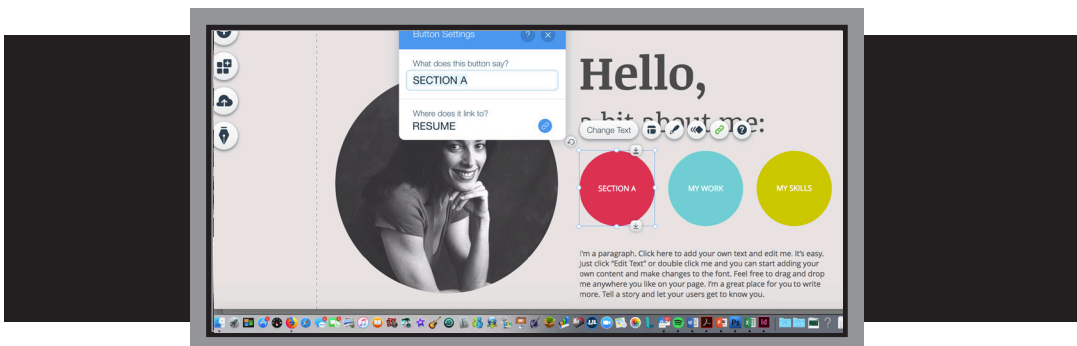 Button Settings
?
What does this button say?
SECTION A
Where does it link to?
RESUME
Hello,
a bit about me:
Change Text
?
SECTION A
MY WORK
MY SKILLS
I'm a paragraph. Click here to add your own text and edit me. It's easy.
Just click "Edit Text" or double click me and you can start adding your
own content and make changes to the font. Feel free to drag and drop
me anywhere you like on your page. I'm a great place for you to write
more. Tell a story and let your users get to know you.